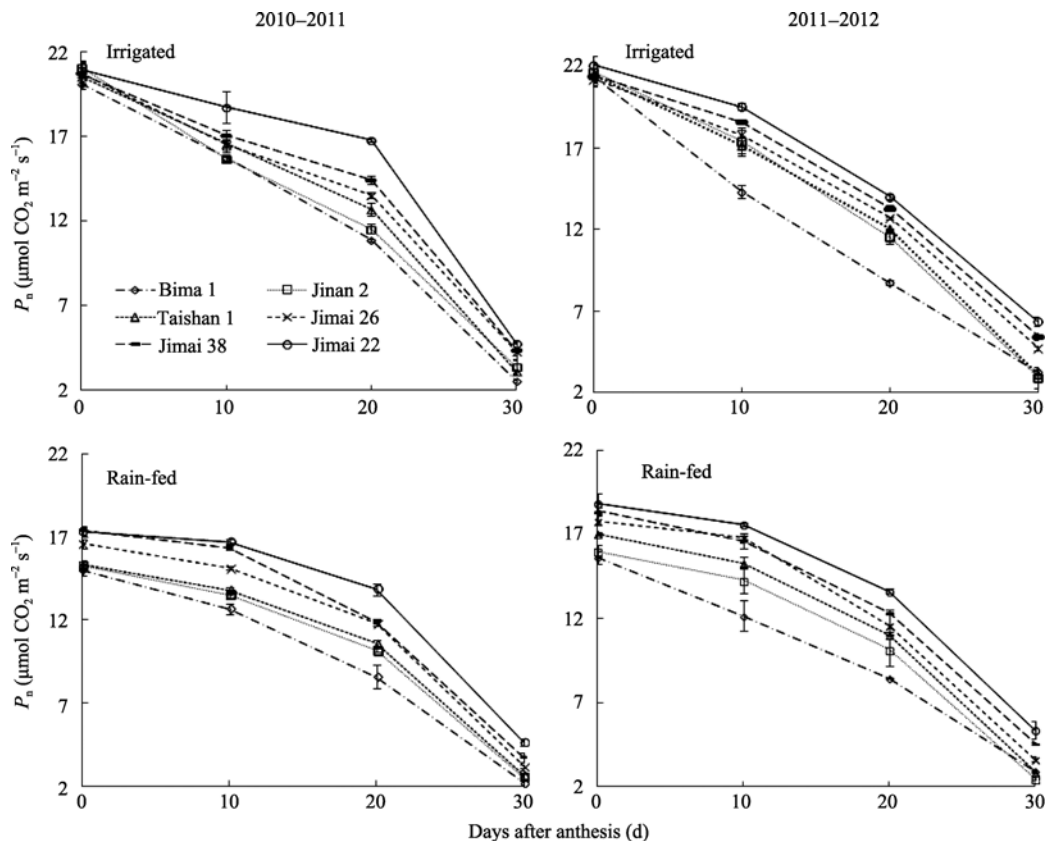 2010–2011
2011–2012
22
17
12
7
2
Irrigated
Bima 1
Jinan 2
Taishan 1
Jimai 26
Jimai 38
Jimai 22
0
10
20
30
22
17
12
7
2
Irrigated
0
10
20
30
Pn (μmol CO2 m−2 s−1)
22
17
12
7
2
Rain-fed
0
10
20
30
22
17
12
7
2
Rain-fed
0
10
20
30
Pn (μmol CO2 m−2 s−1)
Days after anthesis (d)